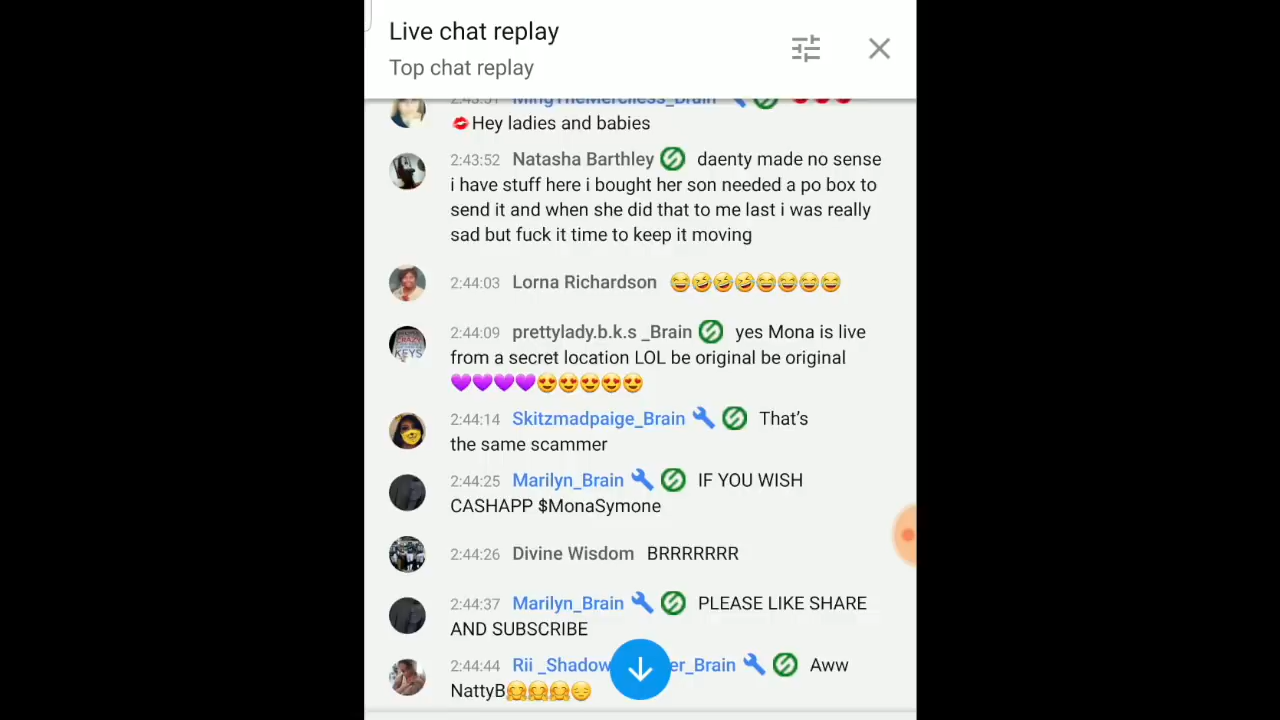 Live chat replay
Top chat replay
2:43:51 MingTheMerciless_Brain
💋Hey ladies and babies
2:43:52 Natasha Barthley daenty made no sense
i have stuff here i bought her son needed a po box to
send it and when she did that to me last i was really
sad but fuck it time to keep it moving
2:44:03 Lorna Richardson 😂🤣🤣🤣😂😂😂😂
2:44:09 prettylady.b.k.s _Brain yes Mona is live
from a secret location LOL be original be original
💜💜💜💜😍😍😍😍😍
2:44:14 Skitzmadpaige_Brain That’s
the same scammer
2:44:25 Marilyn_Brain IF YOU WISH
CASHAPP $MonaSymone
2:44:26 Divine Wisdom BRRRRRRR
2:44:37 Marilyn_Brain PLEASE LIKE SHARE
AND SUBSCRIBE
2:44:44 Rii _Shadow er_Brain Aww
NattyB🤗🤗🤗😔
CRAZY
KEYS